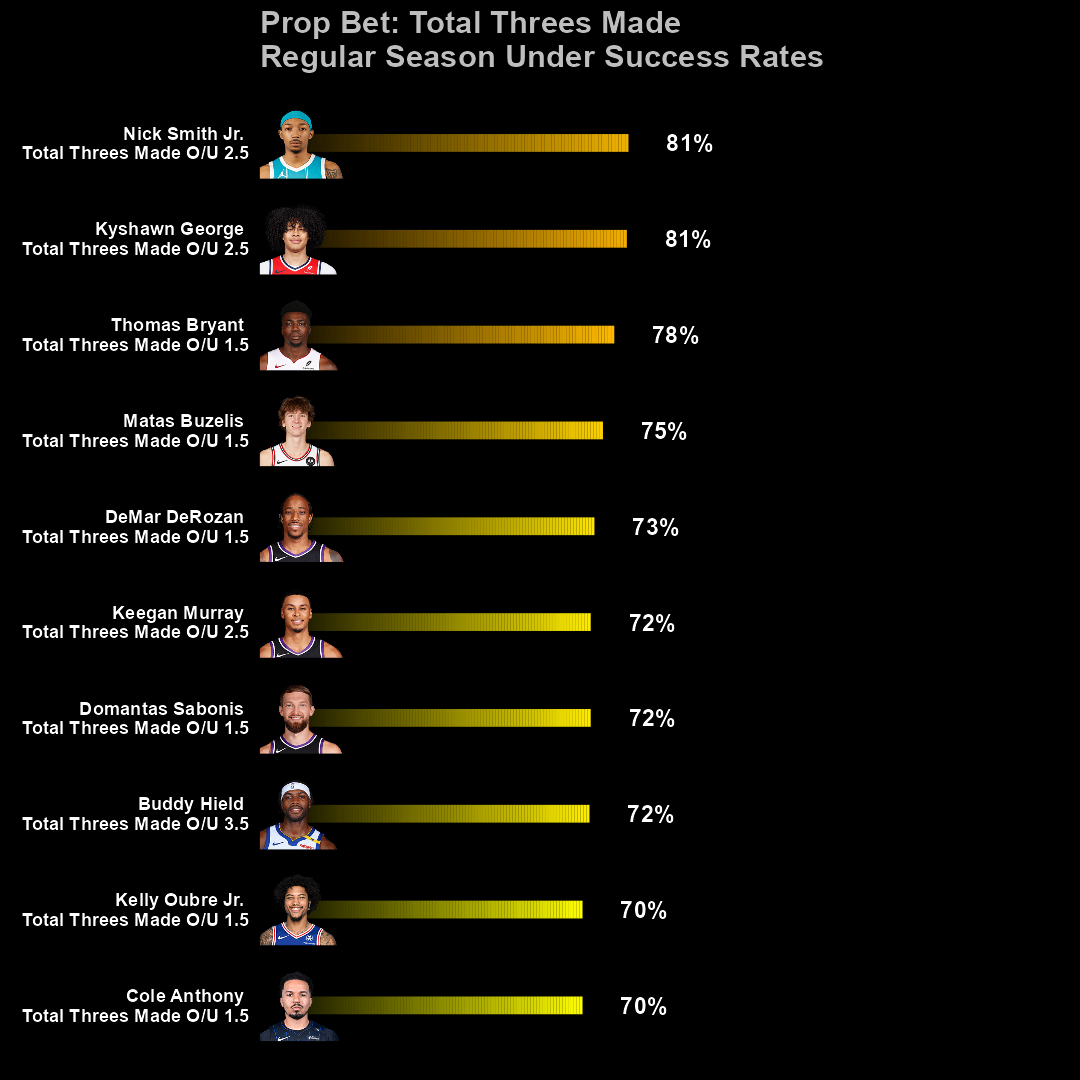 Prop Bet: Total Threes Made
Regular Season Under Success Rates
Nick Smith Jr.
Total Threes Made O/U 2.5
81%
Kyshawn George
Total Threes Made O/U 2.5
81%
Thomas Bryant
Total Threes Made O/U 1.5
78%
Matas Buzelis
Total Threes Made O/U 1.5
75%
DeMar DeRozan
Total Threes Made O/U 1.5
73%
Keegan Murray
Total Threes Made O/U 2.5
72%
Domantas Sabonis
Total Threes Made O/U 1.5
72%
Buddy Hield
Total Threes Made O/U 3.5
72%
Kelly Oubre Jr.
Total Threes Made O/U 1.5
70%
Cole Anthony
Total Threes Made O/U 1.5
70%